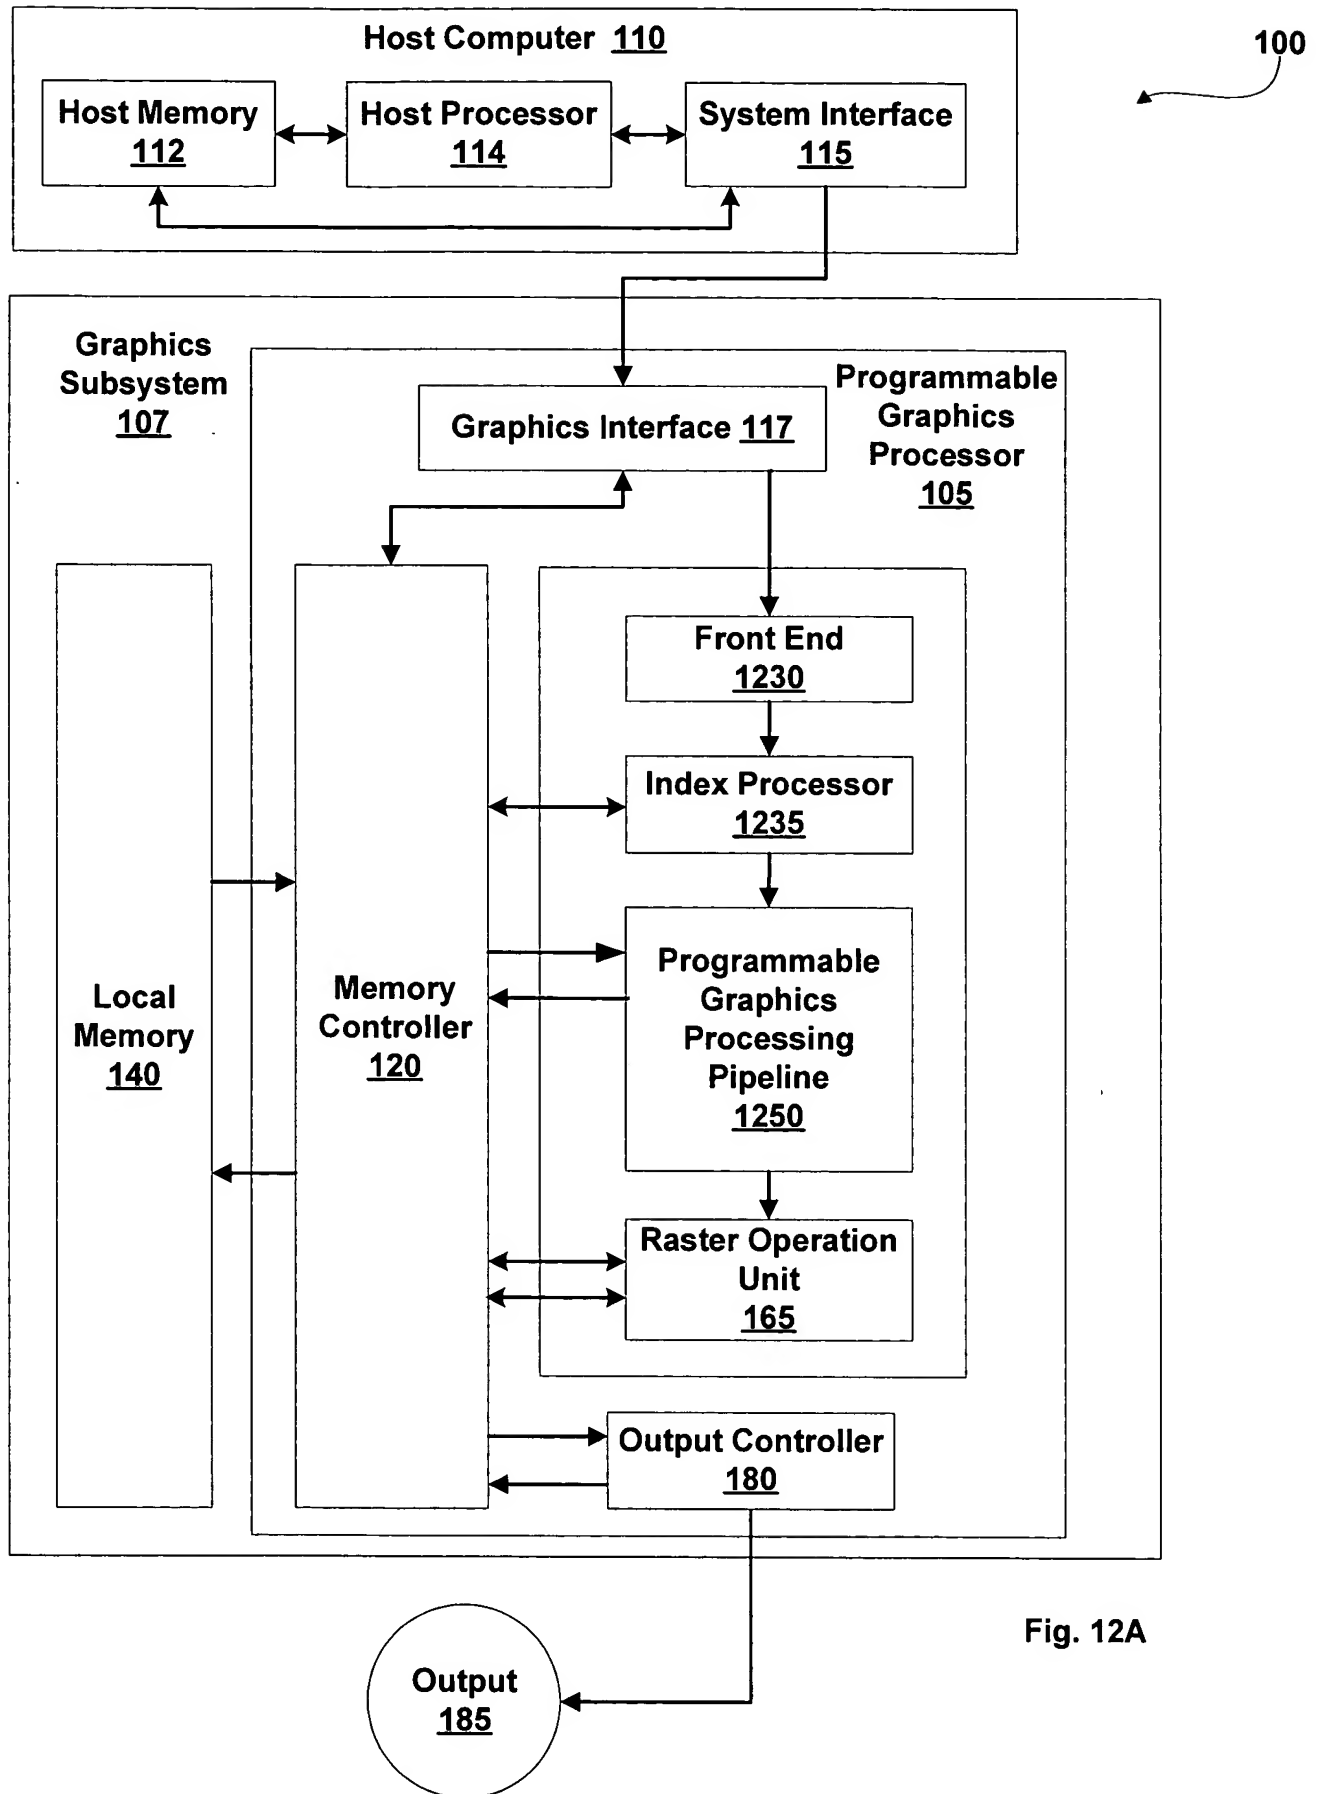 Host Computer 110
100
Host Memory
112
Host Processor
114
System Interface
115
Graphics
Subsystem
107
Programmable
Graphics
Processor
105
Graphics Interface 117
Front End
1230
Index Processor
1235
Local
Memory
140
Memory
Controller
120
Programmable
Graphics
Processing
Pipeline
1250
Raster Operation
Unit
165
Output Controller
180
Fig. 12A
Output
185